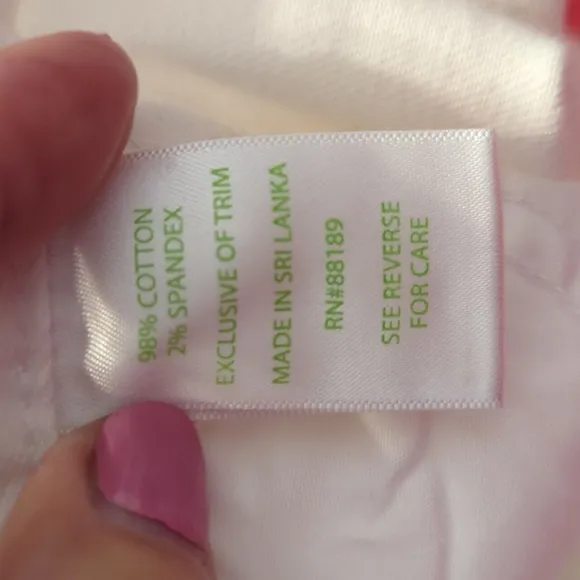 98% COTTON
2% SPANDEX
EXCLUSIVE OF TRIM
MADE IN SRI LANKA
RN#88189
SEE REVERSE
FOR CARE